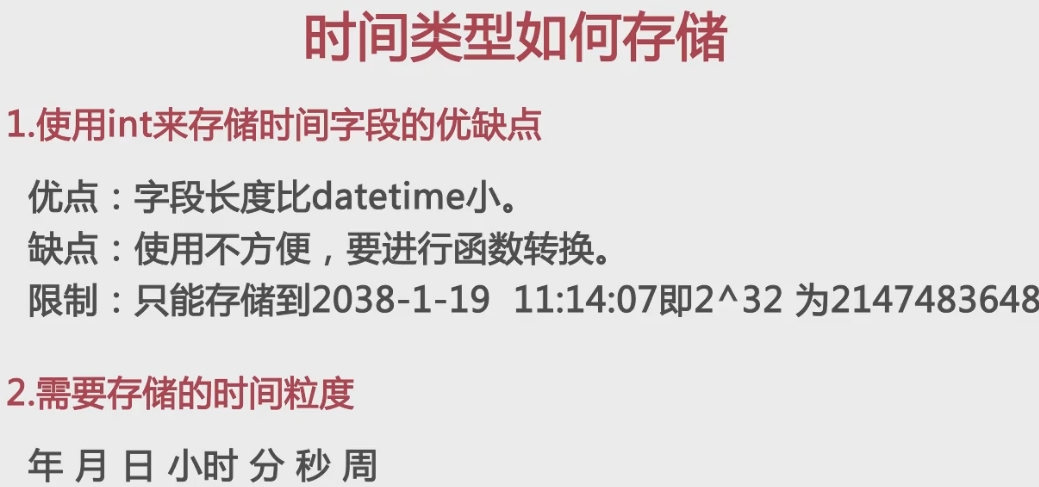 时间类型如何存储
1.使用int来存储时间字段的优缺点
优点：字段长度比datetime小。
缺点：使用不方便，要进行函数转换。
限制：只能存储到2038-1-19 11:14:07即2^32 为2147483648
2.需要存储的时间粒度
年 月 日 小时 分 秒 周